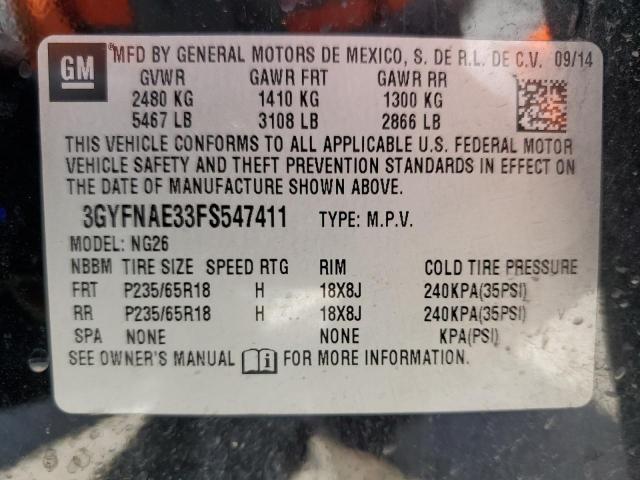 GM ® MFD BY GENERAL MOTORS DE MEXICO, S. DE R.L. DE C.V. 09/14
GVWR GAWR FRT GAWR RR
2480 KG 1410 KG 1300 KG
5467 LB 3108 LB 2866 LB
THIS VEHICLE CONFORMS TO ALL APPLICABLE U.S. FEDERAL MOTOR
VEHICLE SAFETY AND THEFT PREVENTION STANDARDS IN EFFECT ON
THE DATE OF MANUFACTURE SHOWN ABOVE.
3GYFNAE33FS547411 TYPE: M.P.V.
MODEL: NG26
NBBM TIRE SIZE SPEED RTG RIM COLD TIRE PRESSURE
FRT P235/65R18 H 18X8J 240KPA(35PSI)
RR P235/65R18 H 18X8J 240KPA(35PSI)
SPA NONE NONE KPA(PSI)
SEE OWNER'S MANUAL i FOR MORE INFORMATION.